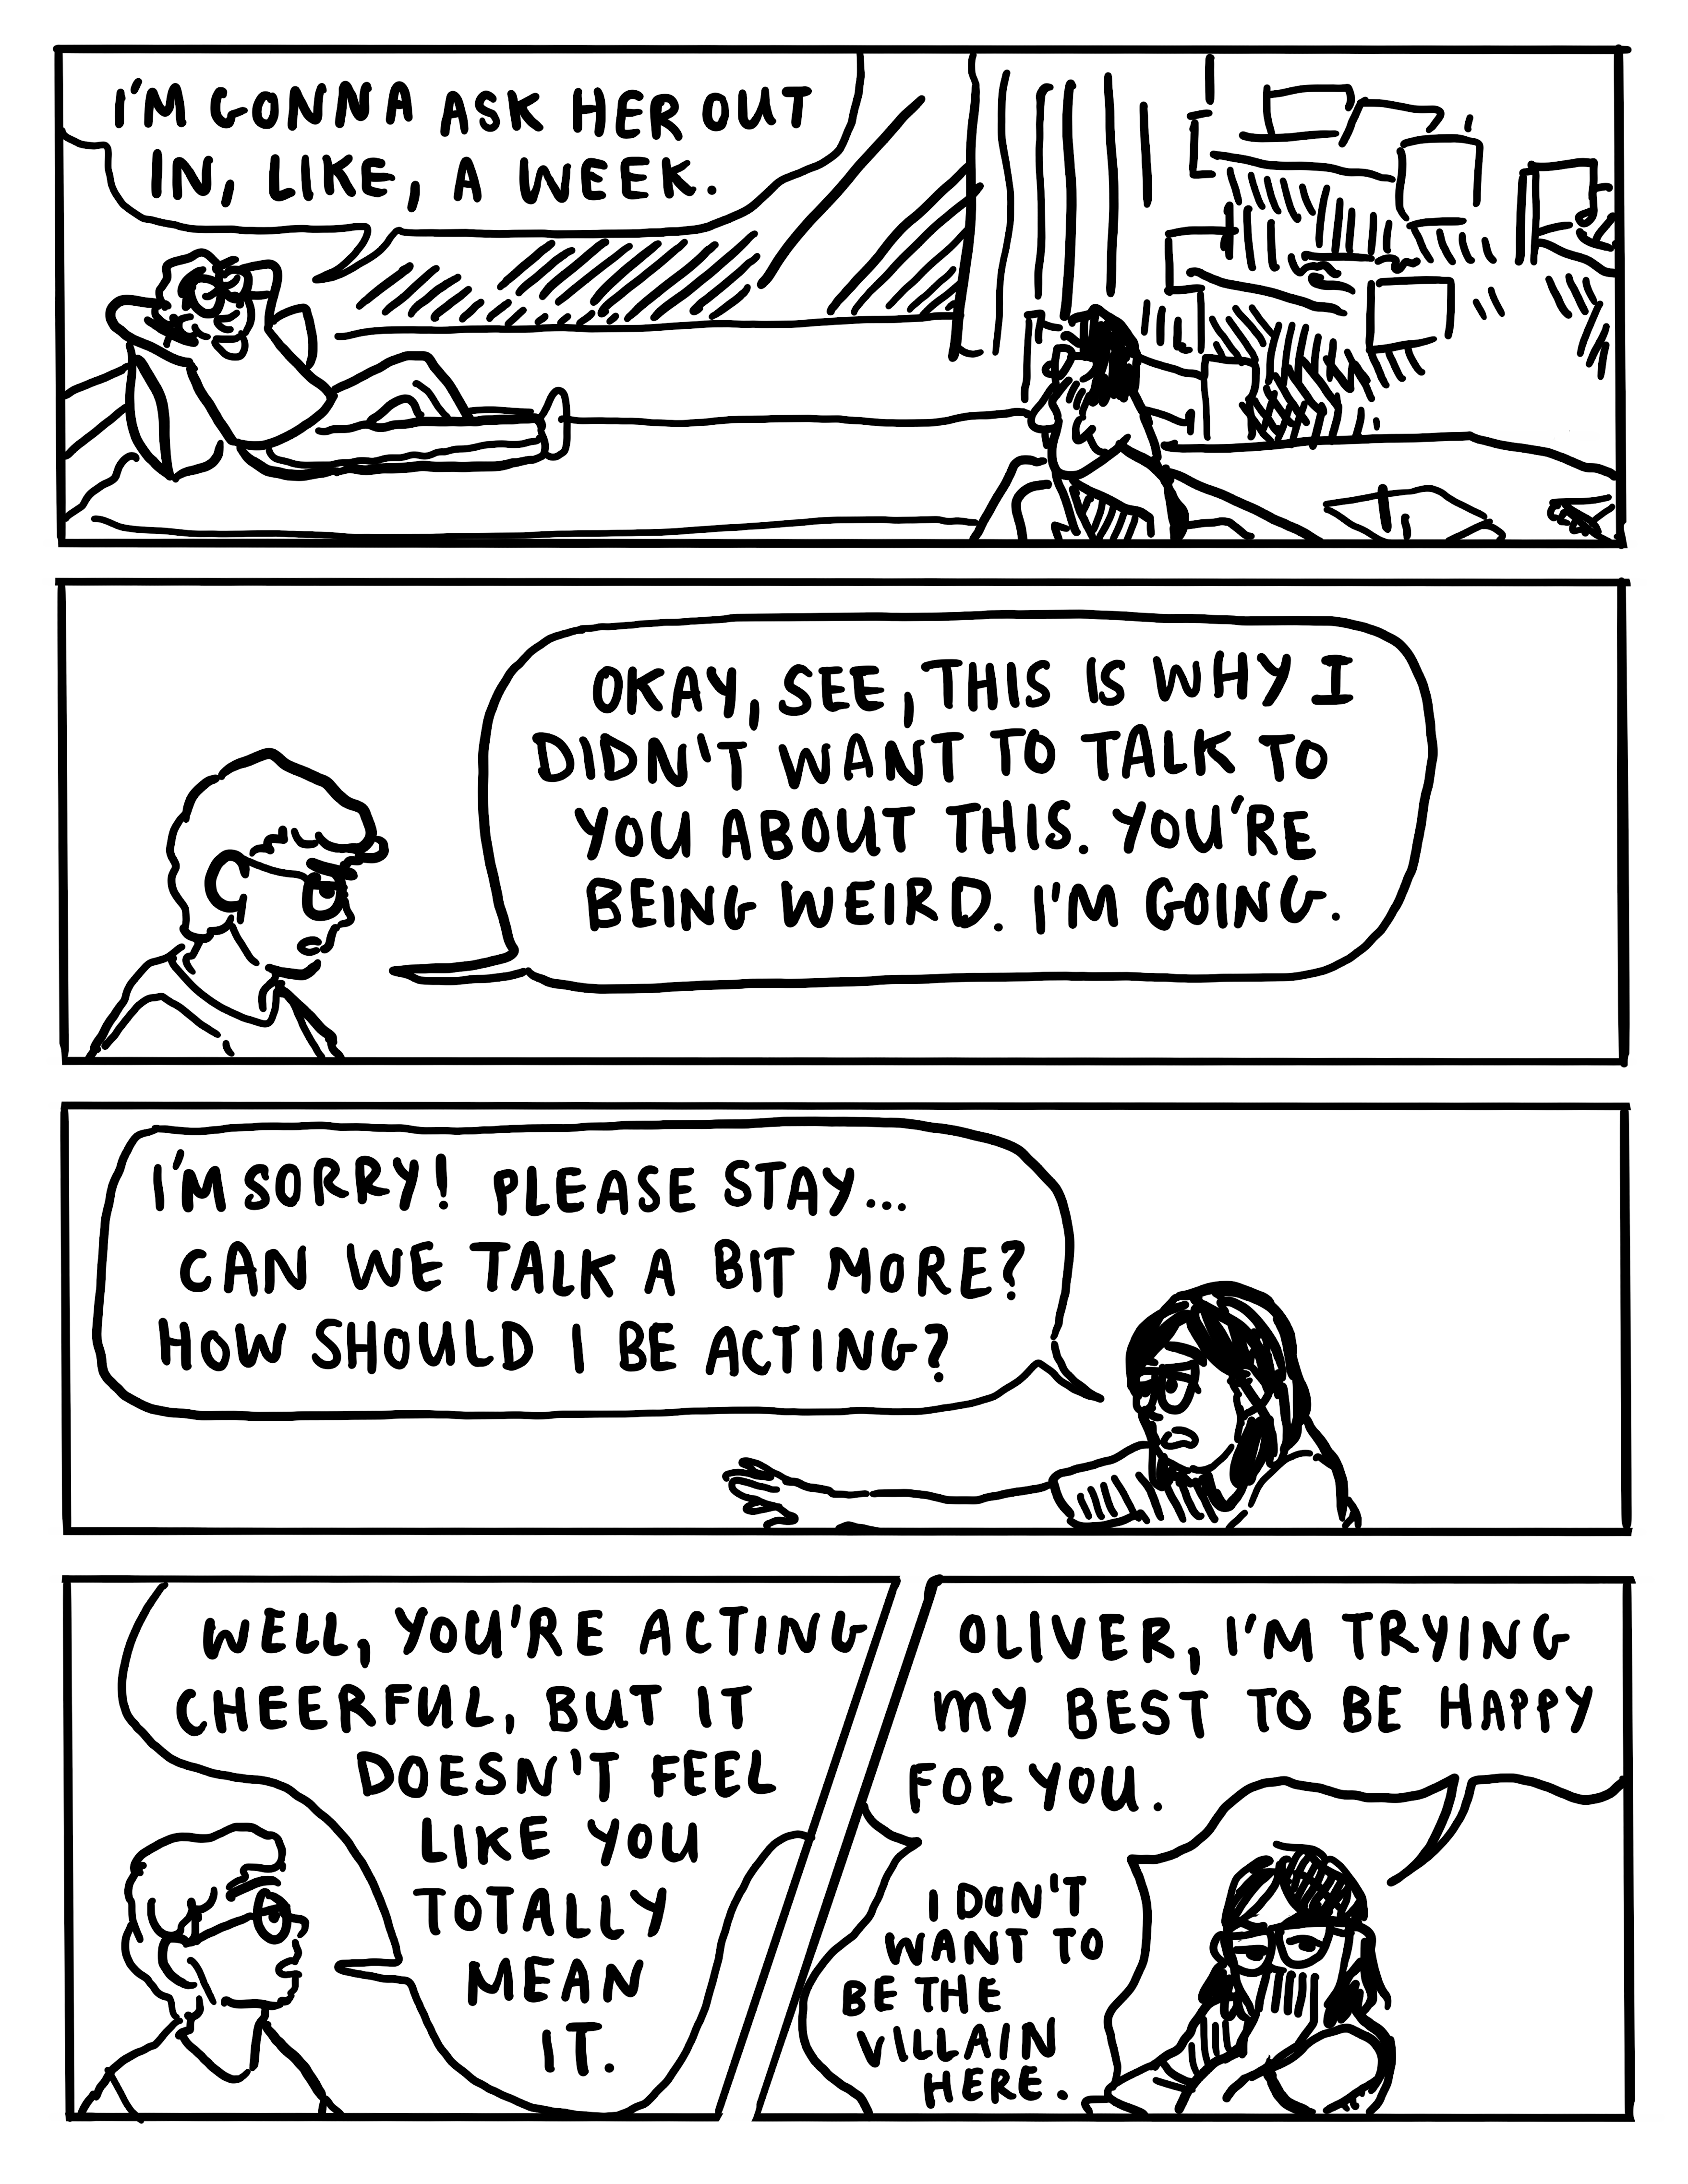 I'M GONNA ASK HER OUT
IN, LIKE, A WEEK.
OKAY, SEE, THIS IS WHY I
DIDN'T WANT TO TALK TO
YOU ABOUT THIS. YOU'RE
BEING WEIRD. I'M GOING.
I'M SORRY! PLEASE STAY...
CAN WE TALK A BIT MORE?
HOW SHOULD I BE ACTING?
WELL, YOU'RE ACTING
CHEERFUL, BUT IT
DOESN'T FEEL
LIKE YOU
TOTALLY
MEAN
IT.
OLIVER, I'M TRYING
MY BEST TO BE HAPPY
FOR YOU.
I DON'T
WANT TO
BE THE
VILLAIN
HERE.